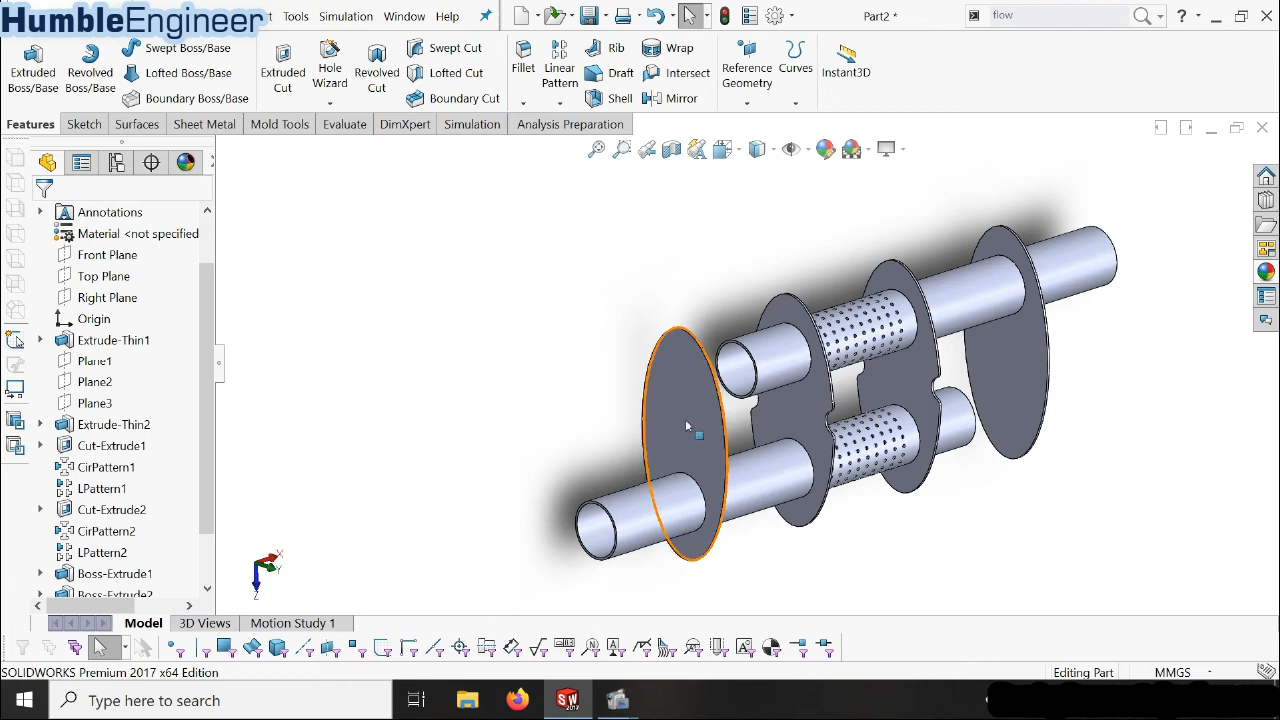 HumbleEngineer
Tools Simulation Window Help
Part2 *
flow
Extruded Boss/Base
Revolved Boss/Base
Swept Boss/Base
Lofted Boss/Base
Boundary Boss/Base
Extruded Cut
Hole Wizard
Revolved Cut
Swept Cut
Lofted Cut
Boundary Cut
Fillet
Linear Pattern
Rib
Draft
Shell
Wrap
Intersect
Mirror
Reference Geometry
Curves
Instant3D
Features Sketch Surfaces Sheet Metal Mold Tools Evaluate DimXpert Simulation Analysis Preparation
Annotations
Material <not specified
Front Plane
Top Plane
Right Plane
Origin
Extrude-Thin1
Plane1
Plane2
Plane3
Extrude-Thin2
Cut-Extrude1
CirPattern1
LPattern1
Cut-Extrude2
CirPattern2
LPattern2
Boss-Extrude1
Boss-Extrude2
X
Y
Z
Model 3D Views Motion Study 1
SOLIDWORKS Premium 2017 x64 Edition
Editing Part
MMGS
Type here to search
SW
2017